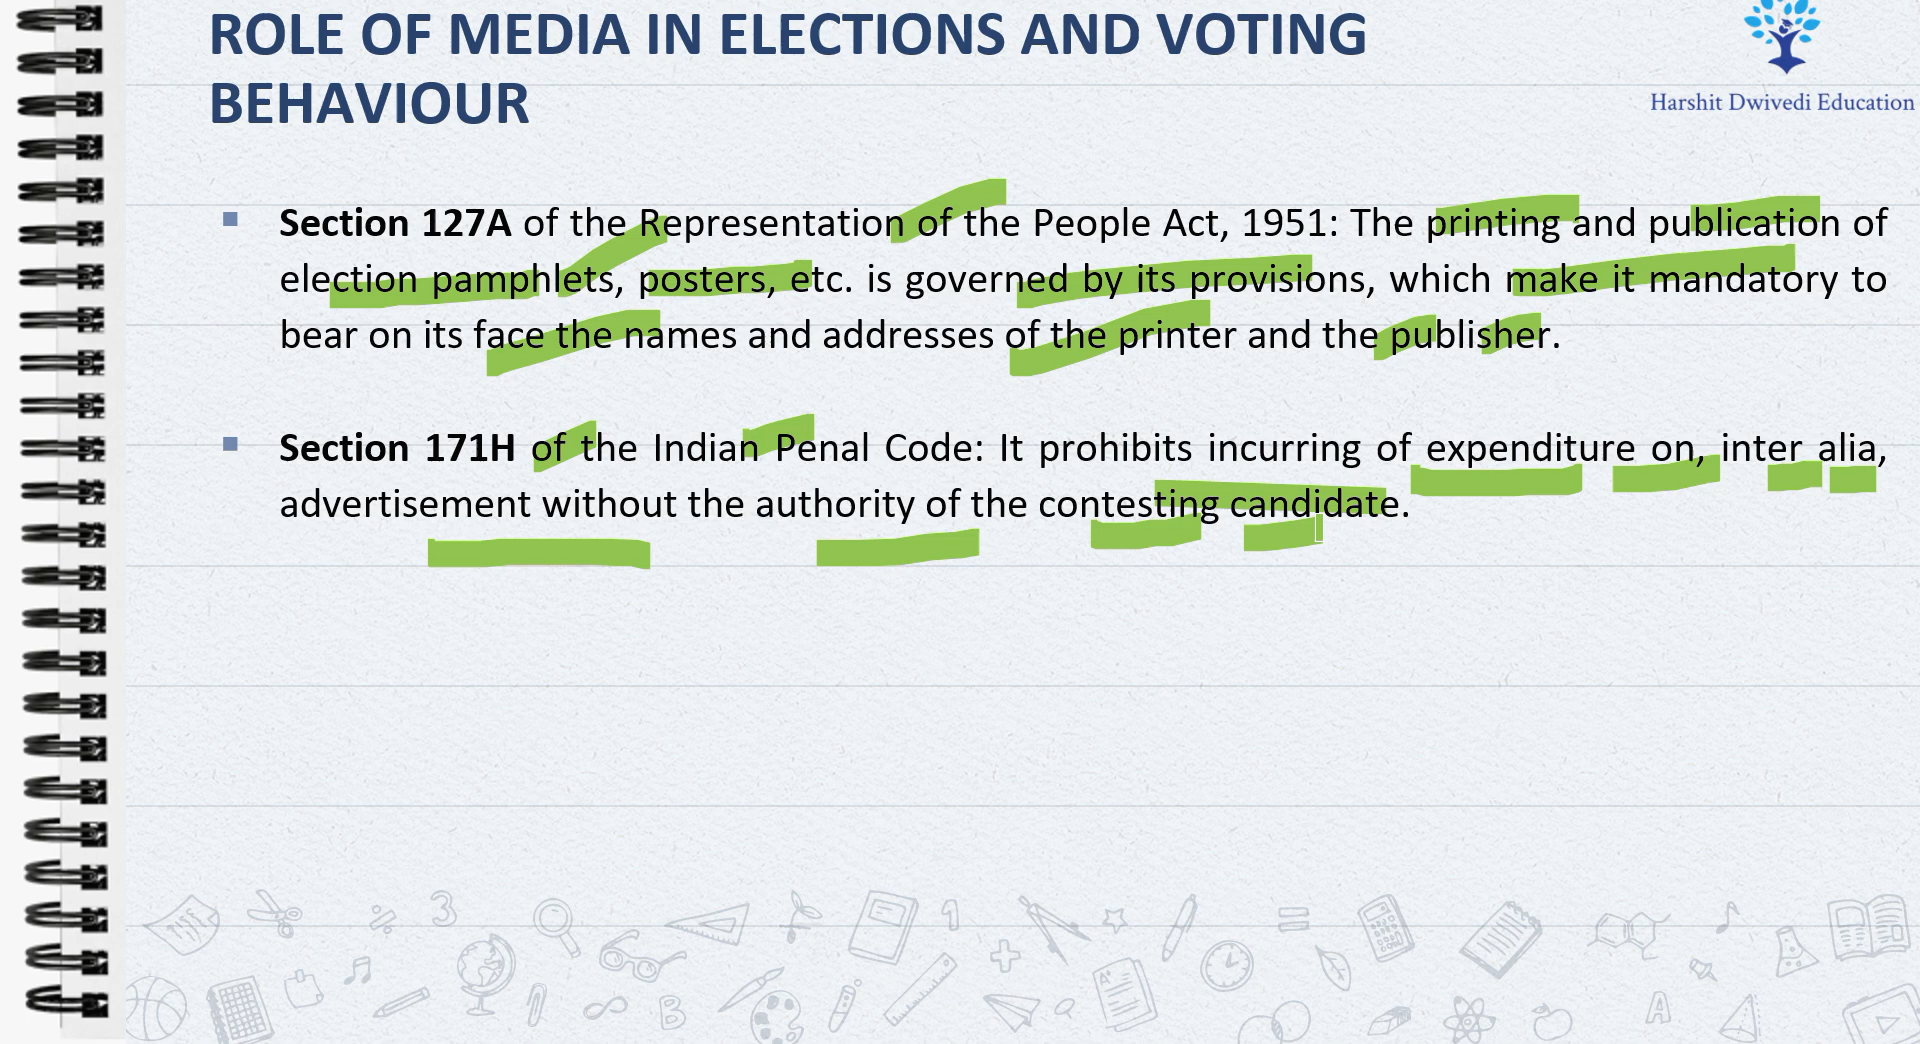 ROLE OF MEDIA IN ELECTIONS AND VOTING
BEHAVIOUR
Harshit Dwivedi Education
▪ Section 127A of the Representation of the People Act, 1951: The printing and publication of
election pamphlets, posters, etc. is governed by its provisions, which make it mandatory to
bear on its face the names and addresses of the printer and the publisher.
▪ Section 171H of the Indian Penal Code: It prohibits incurring of expenditure on, inter alia,
advertisement without the authority of the contesting candidate.